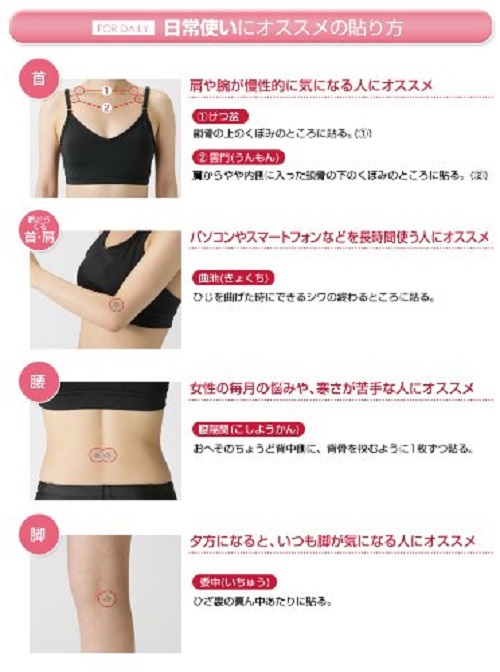 FOR DAILY 日常使いにオススメの貼り方
首
肩や腕が慢性的に気になる人にオススメ
①
②
①けつ盆
鎖骨の上のくぼみのところに貼る。(①)
②雲門(うんもん)
肩からやや内側に入った鎖骨の下のくぼみのところに貼る。(②)
首・肩
パソコンやスマートフォンなどを長時間使う人にオススメ
曲池(きょくち)
ひじを曲げた時にできるシワの終わるところに貼る。
腰
女性の毎月の悩みや、寒さが苦手な人にオススメ
腰陽関(こしようかん)
おへそのちょうど背中側に、背骨を挟むように1枚ずつ貼る。
脚
夕方になると、いつも脚が気になる人にオススメ
委中(いちゅう)
ひざ裏の真ん中あたりに貼る。